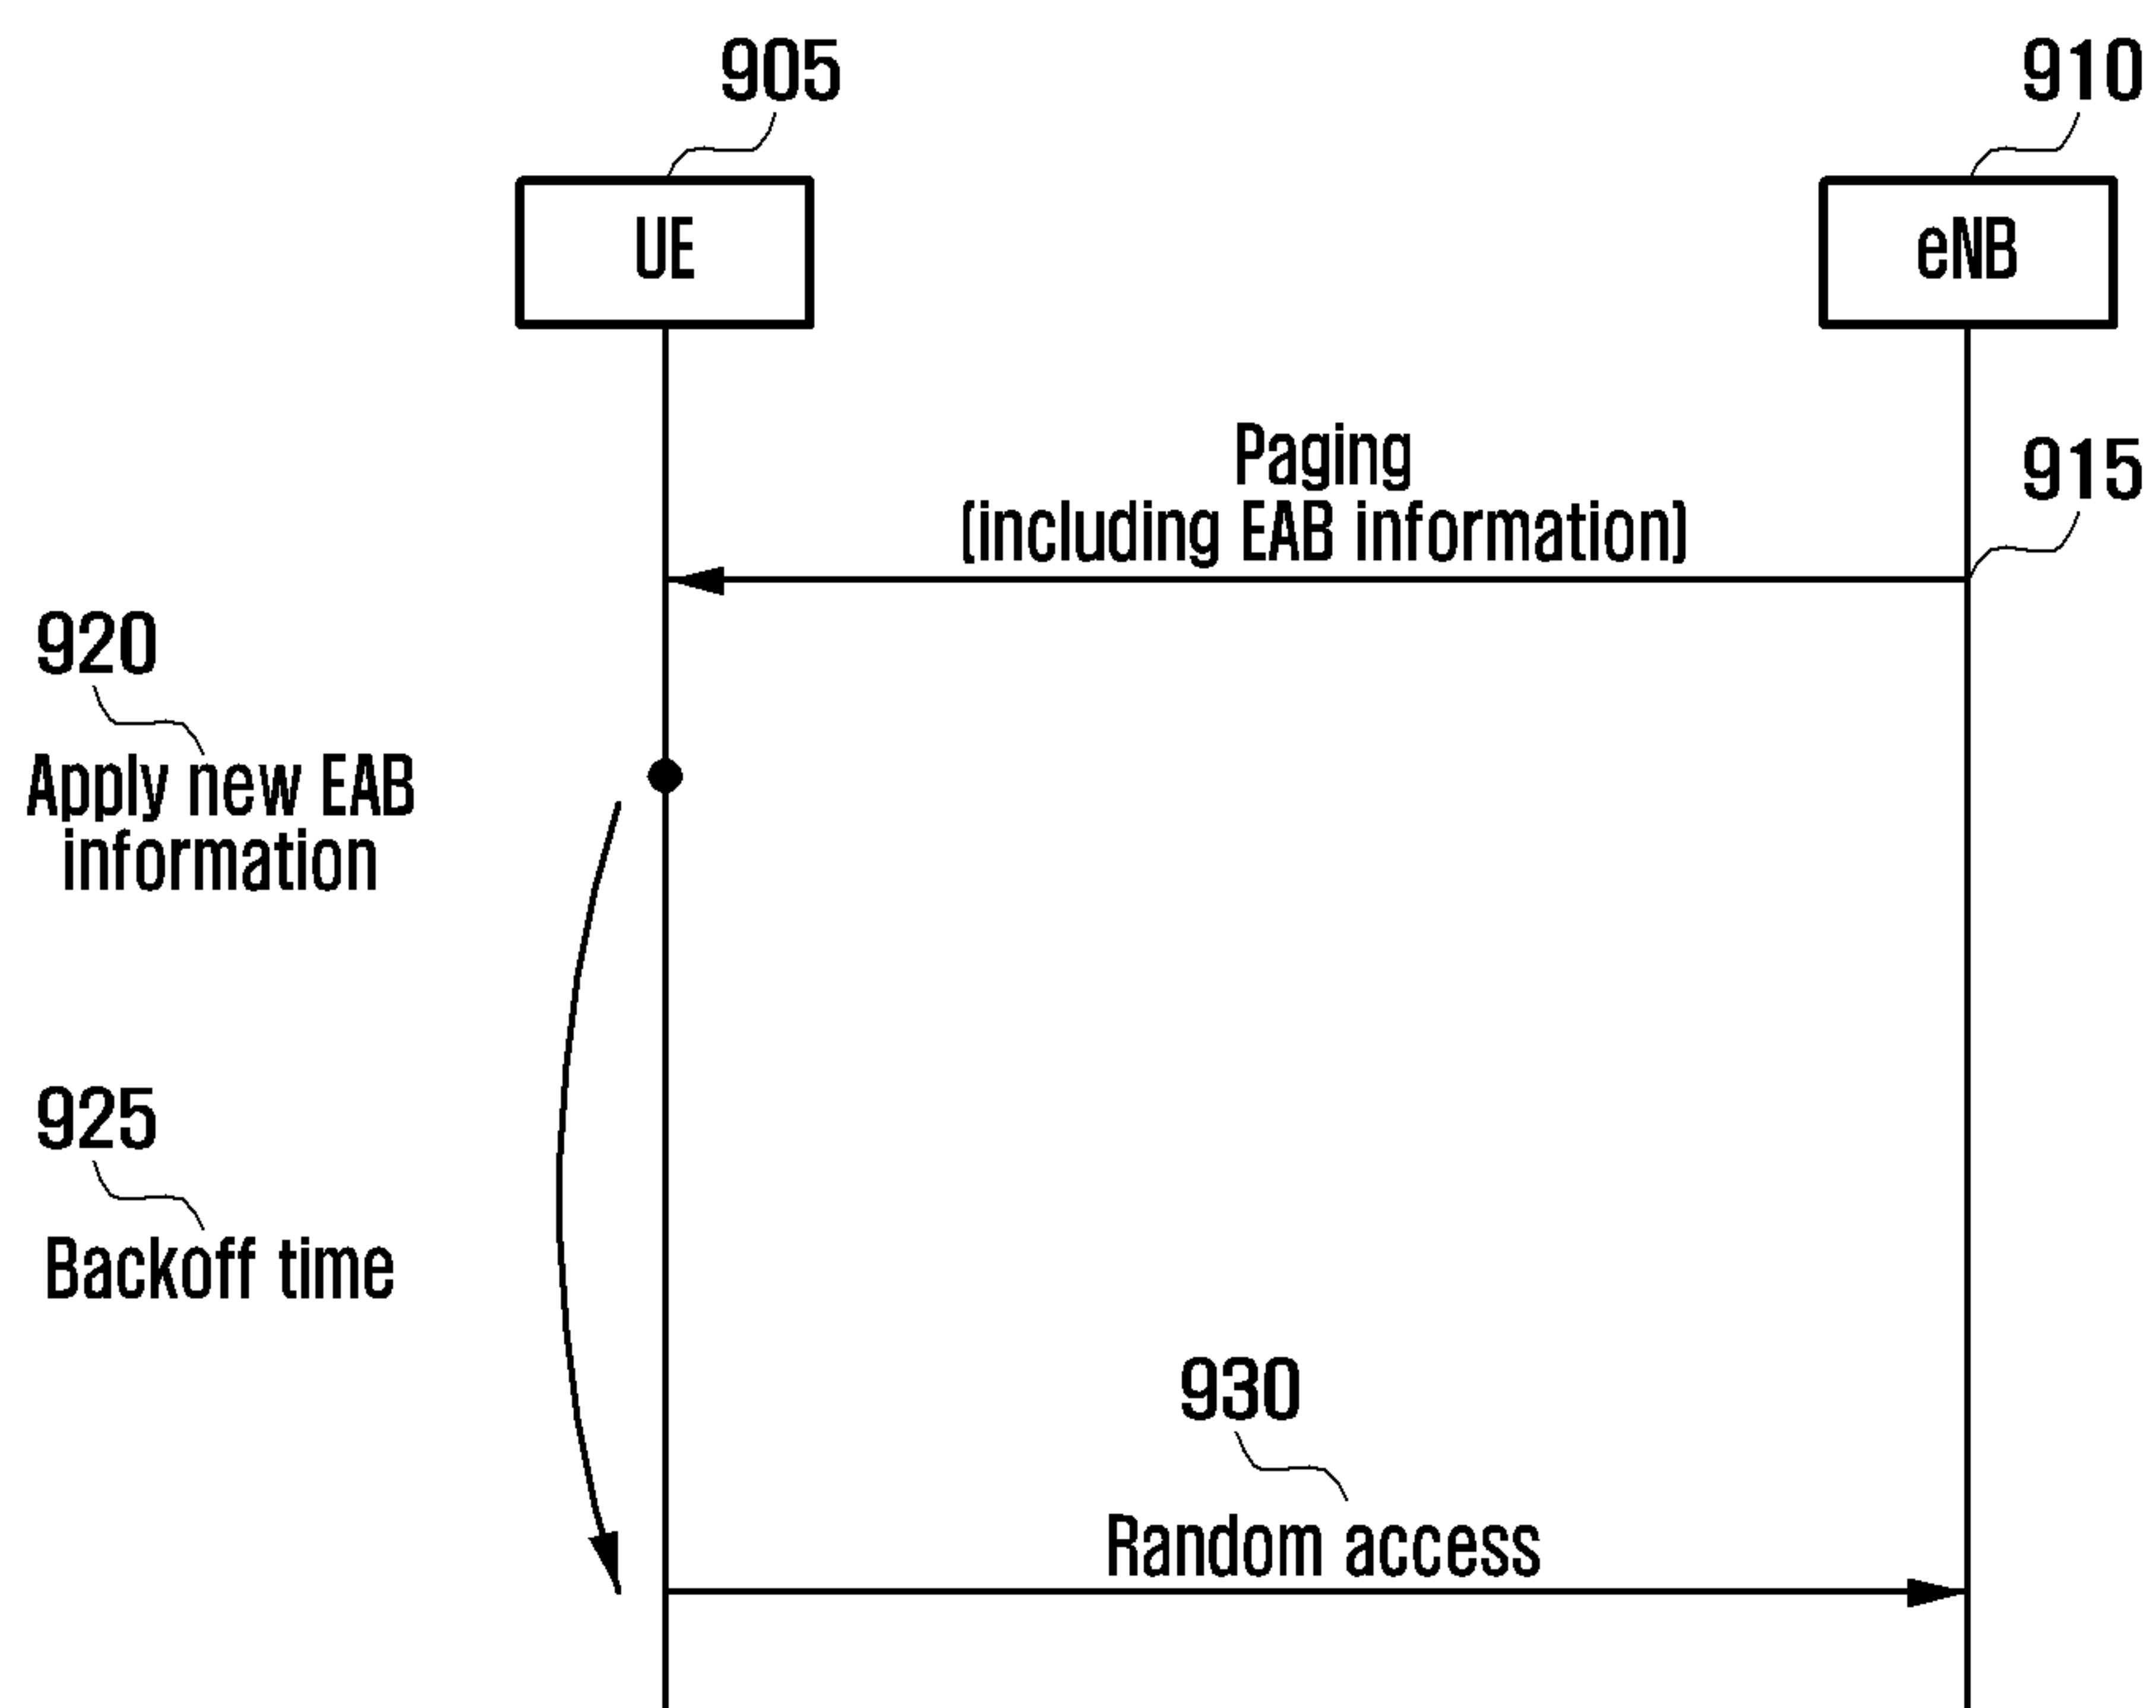 905
910
UE
eNB
Paging
(including EAB information)
915
920
Apply new EAB
information
925
Backoff time
930
Random access